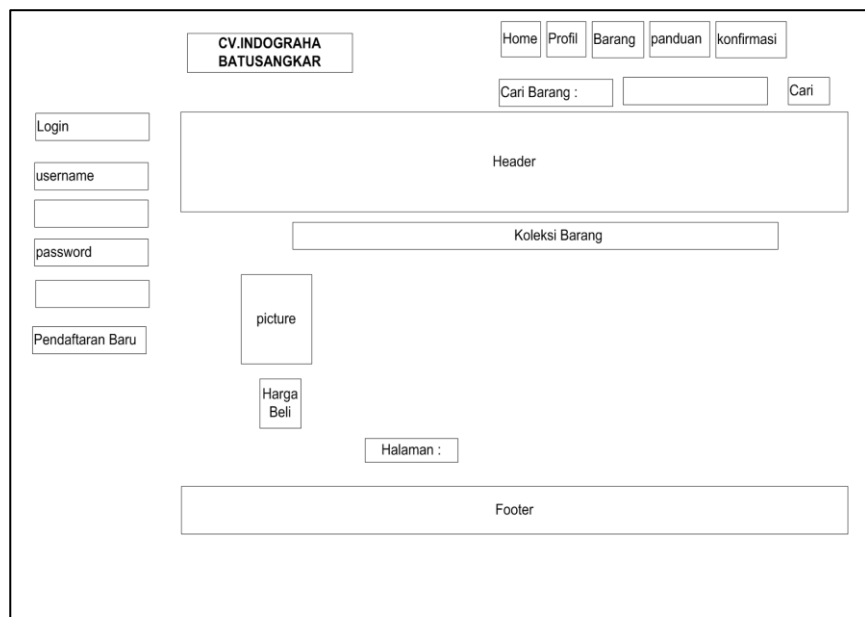 CV.INDOGRAHA
BATUSANGKAR
Home Profil Barang panduan konfirmasi
Cari Barang : Cari
Login
username
password
Pendaftaran Baru
Header
Koleksi Barang
picture
Harga
Beli
Halaman :
Footer